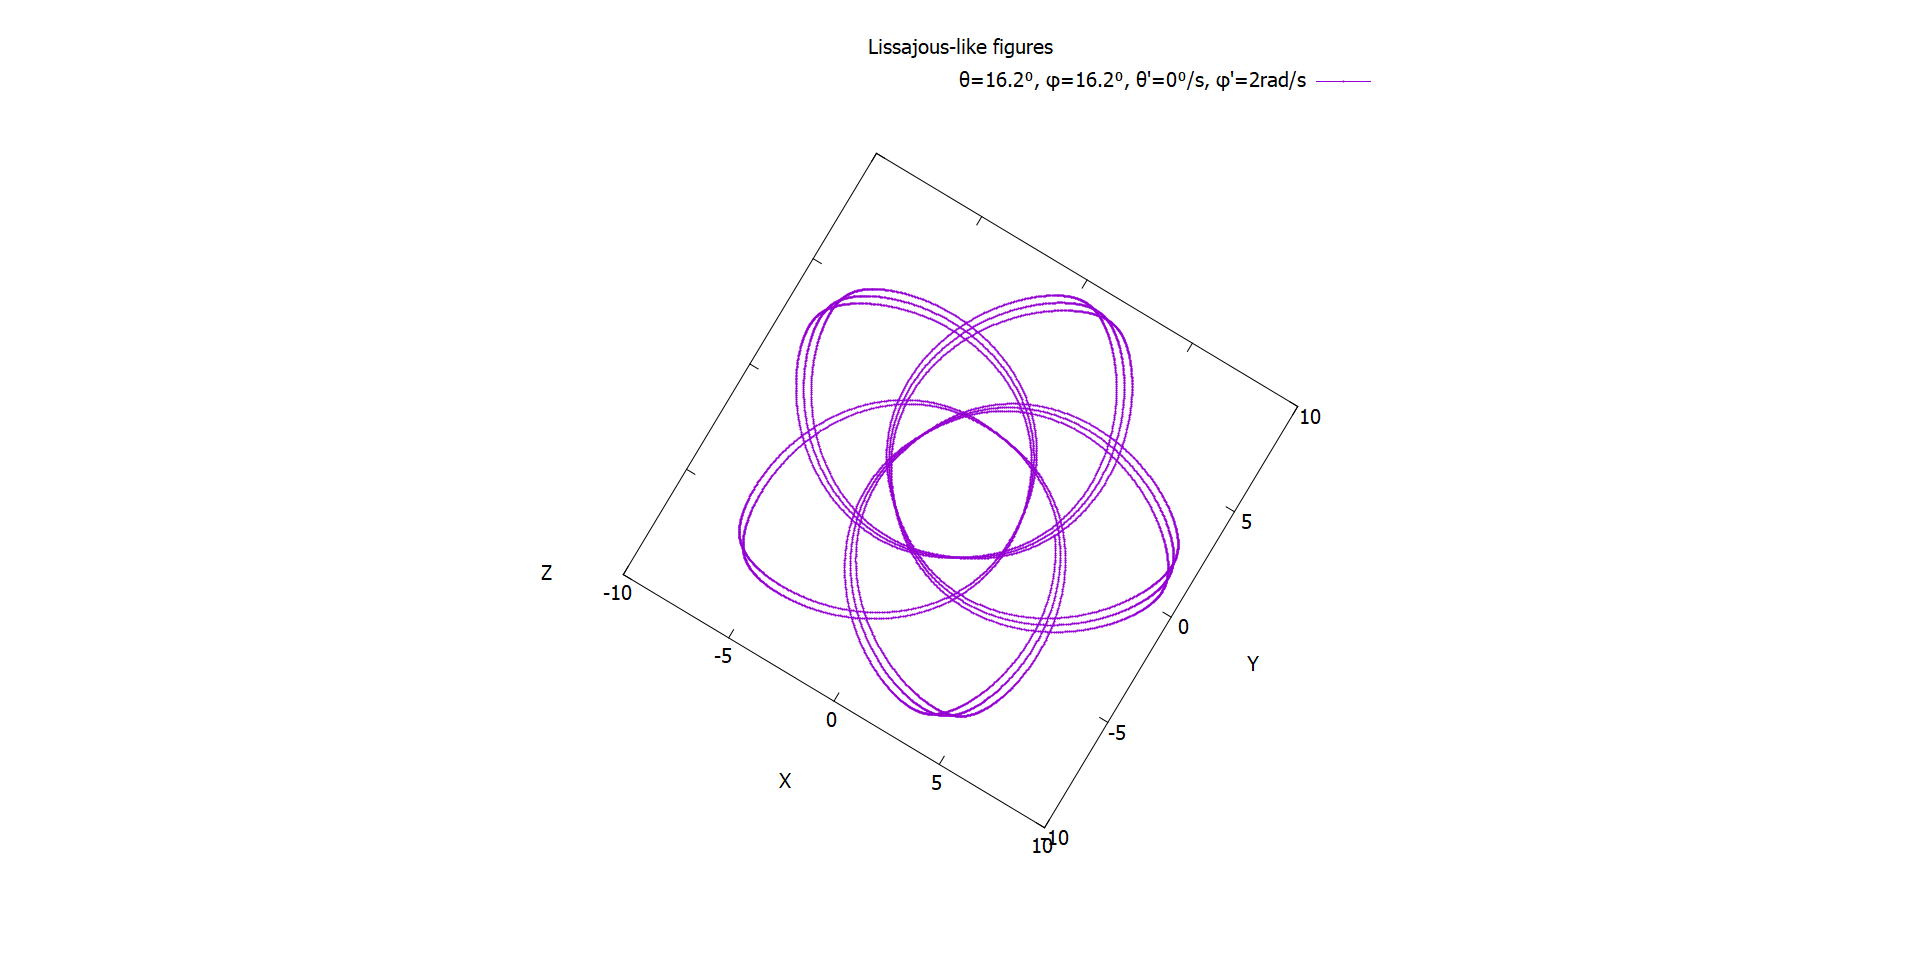 Lissajous-like figures
θ=16.2º, φ=16.2º, θ'=0º/s, φ'=2rad/s
10
5
Z
-10
0
-5
Y
0
-5
X
5
10
-10